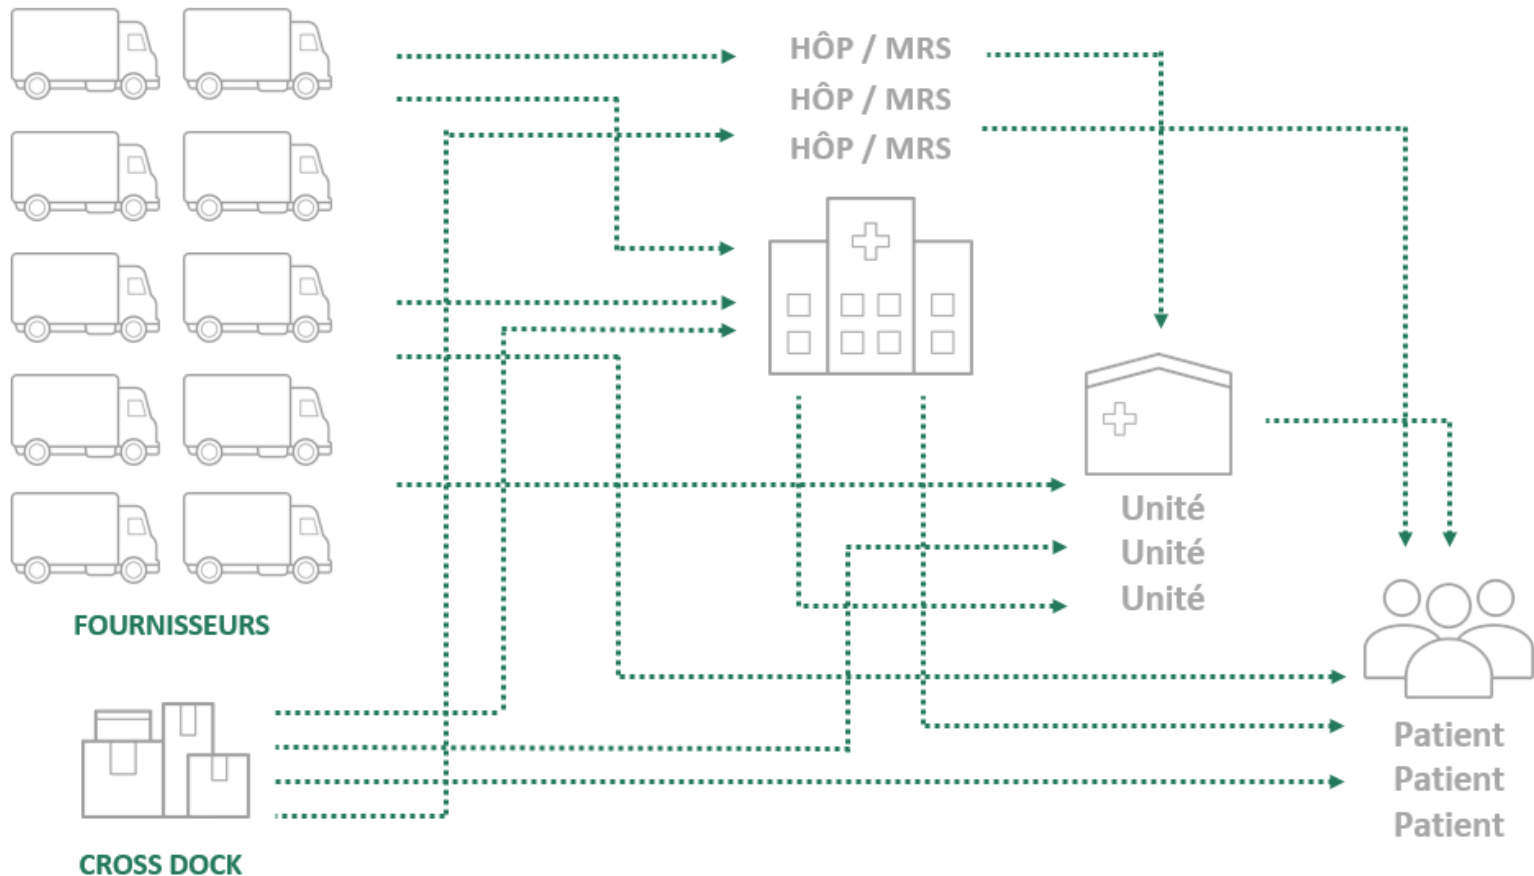 HÔP / MRS
HÔP / MRS
HÔP / MRS
Unité
Unité
Unité
FOURNISSEURS
Patient
Patient
Patient
CROSS DOCK